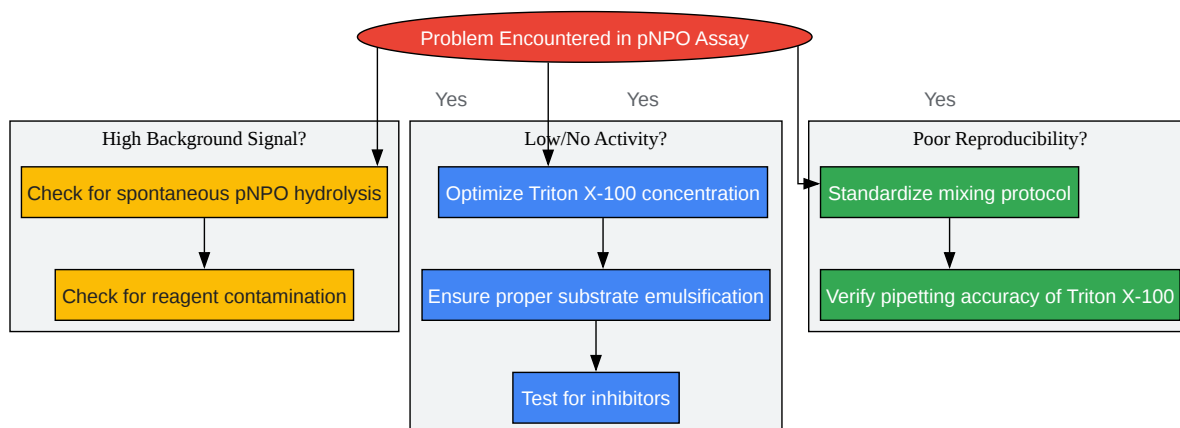 Problem Encountered in pNPO Assay
Yes
Yes
Yes
High Background Signal?
Check for spontaneous pNPO hydrolysis
Check for reagent contamination
Low/No Activity?
Optimize Triton X-100 concentration
Ensure proper substrate emulsification
Test for inhibitors
Poor Reproducibility?
Standardize mixing protocol
Verify pipetting accuracy of Triton X-100